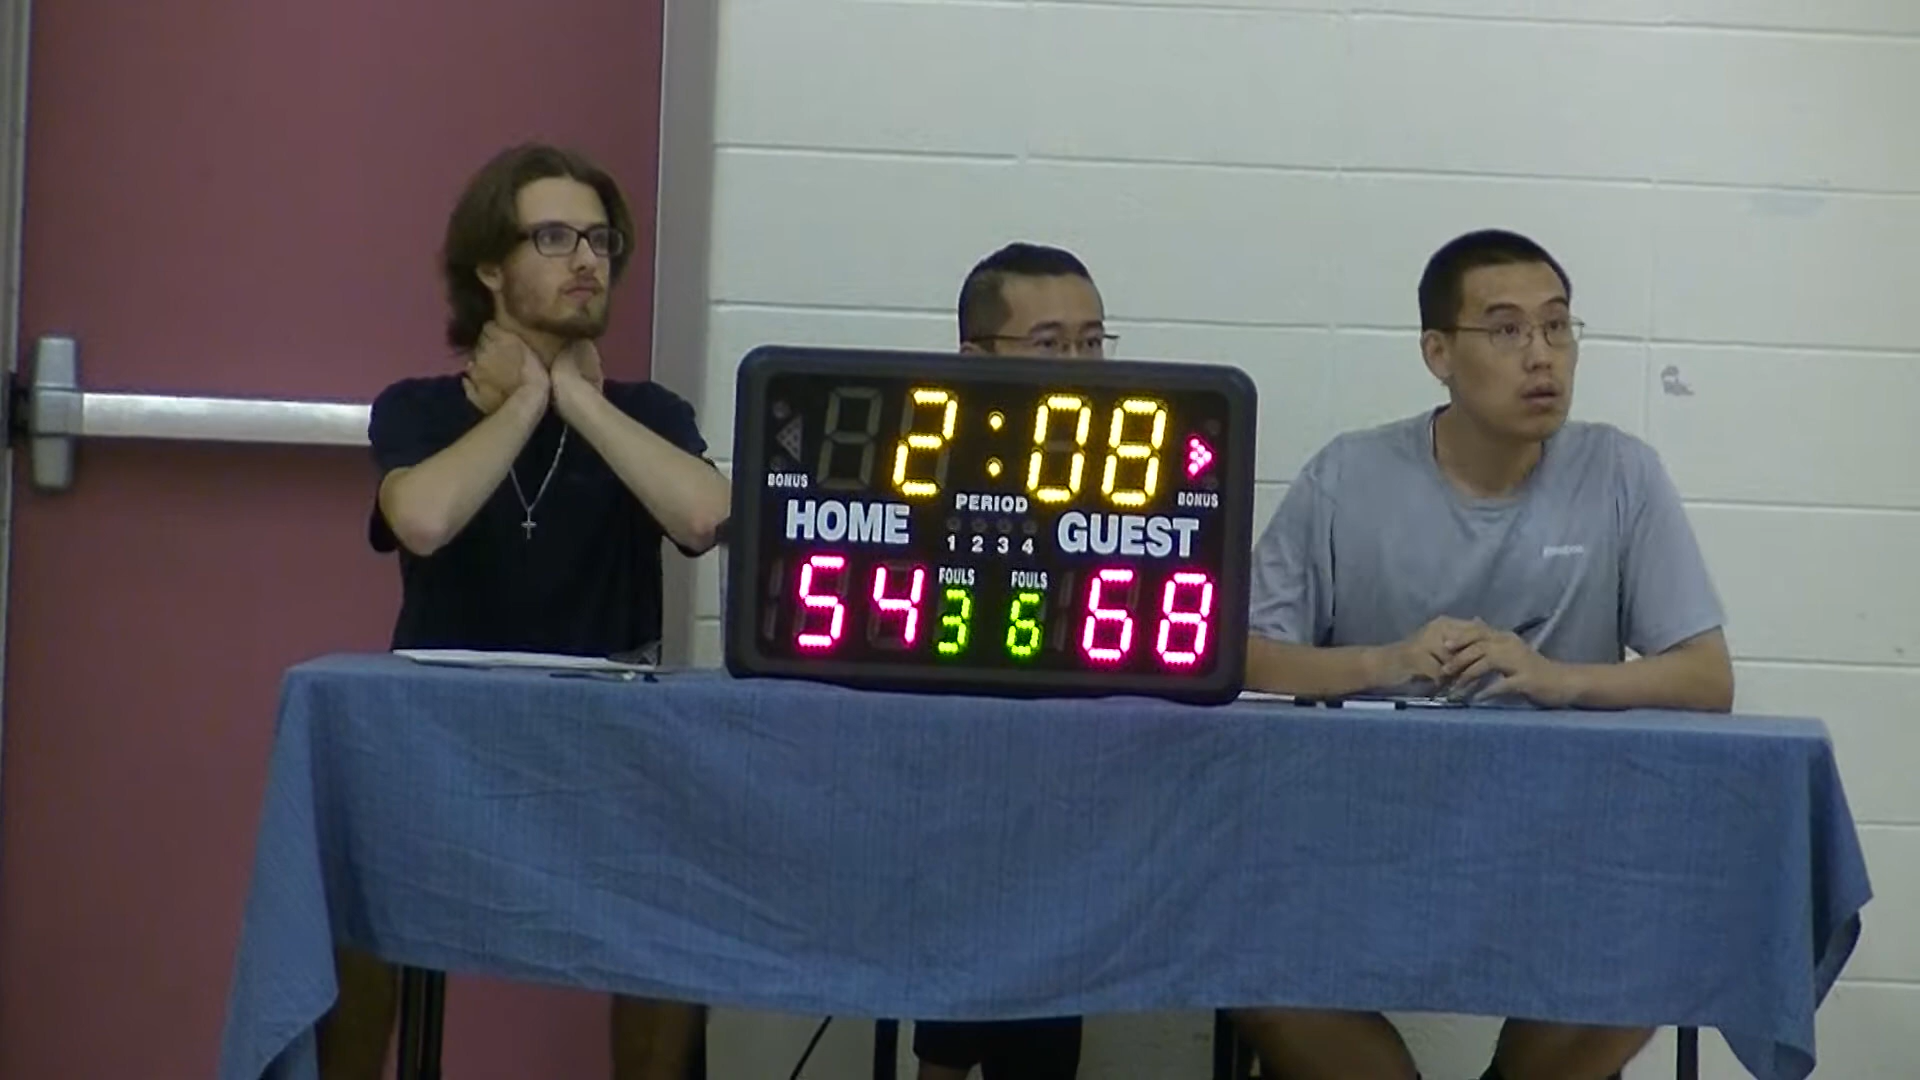 2:08
BONUS
BONUS
PERIOD
HOME
GUEST
1 2 3 4
FOULS
FOULS
54
3
6
68